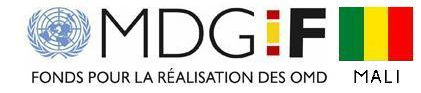 MDG:F
FONDS POUR LA RÉALISATION DES OMD
MALI